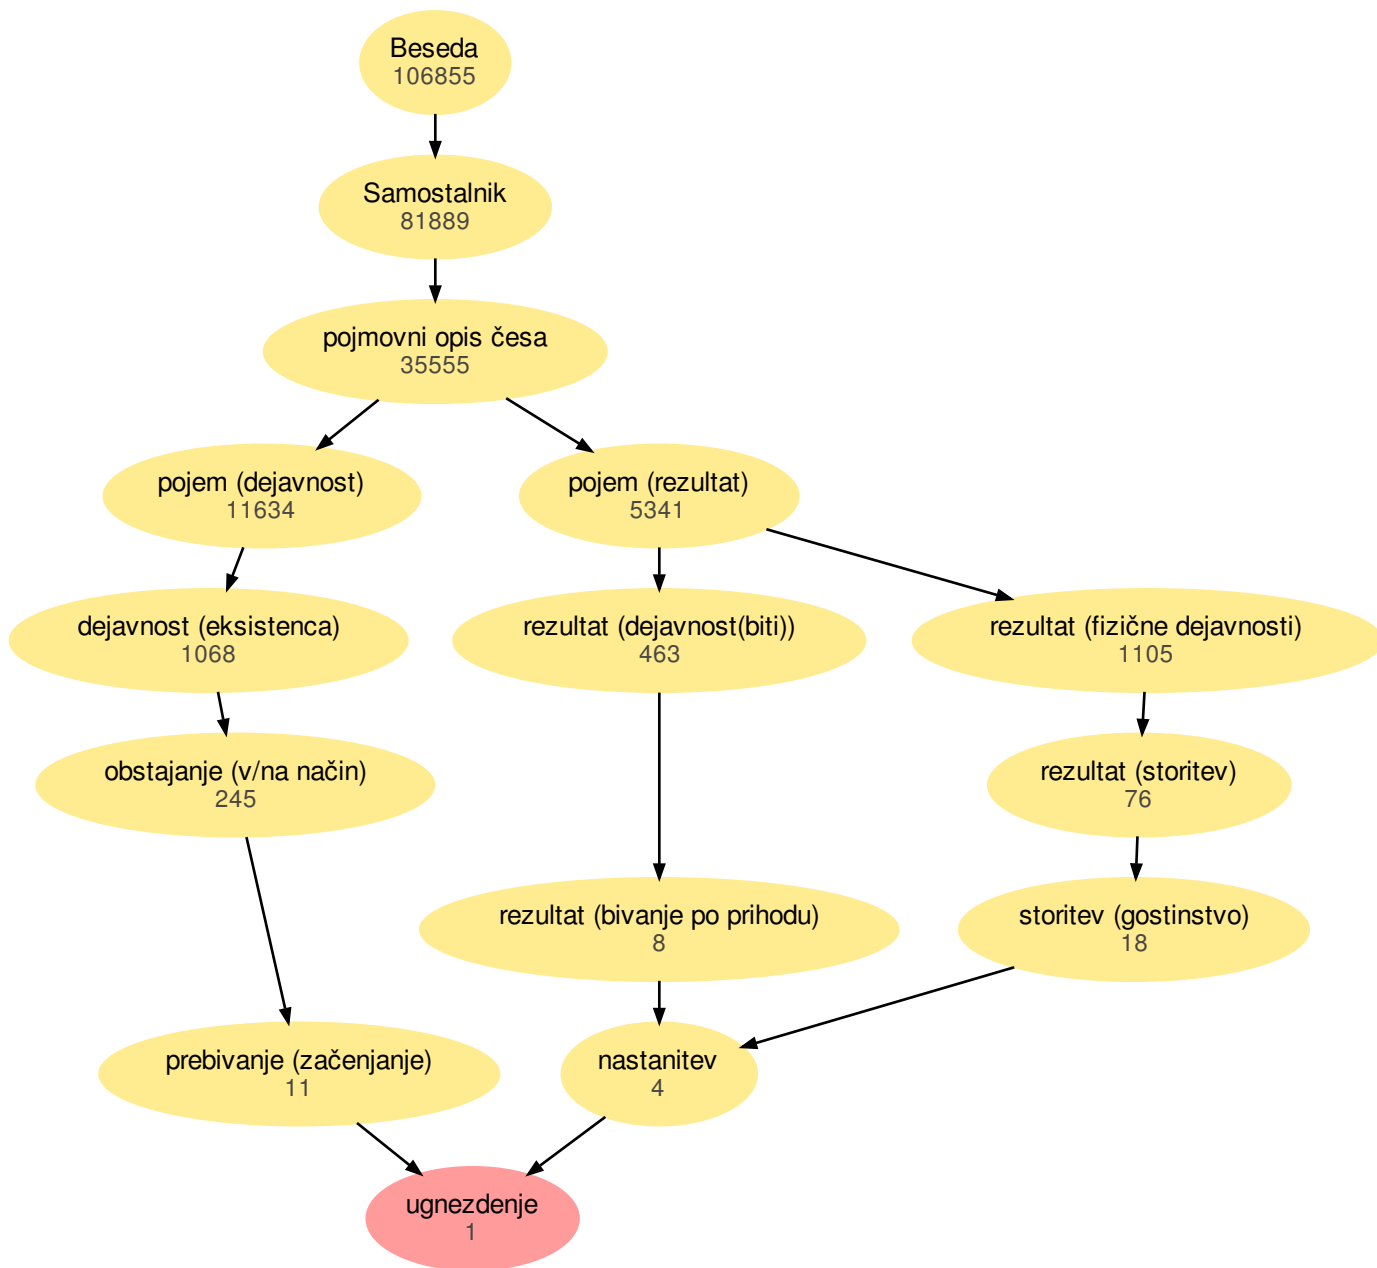 Beseda
106855
Samostalnik
81889
pojmovni opis česa
35555
pojem (dejavnost)
11634
pojem (rezultat)
5341
dejavnost (eksistenca)
1068
rezultat (dejavnost(biti))
463
rezultat (fizične dejavnosti)
1105
obstajanje (v/na način)
245
rezultat (storitev)
76
rezultat (bivanje po prihodu)
8
storitev (gostinstvo)
18
prebivanje (začenjanje)
11
nastanitev
4
ugnezdenje
1